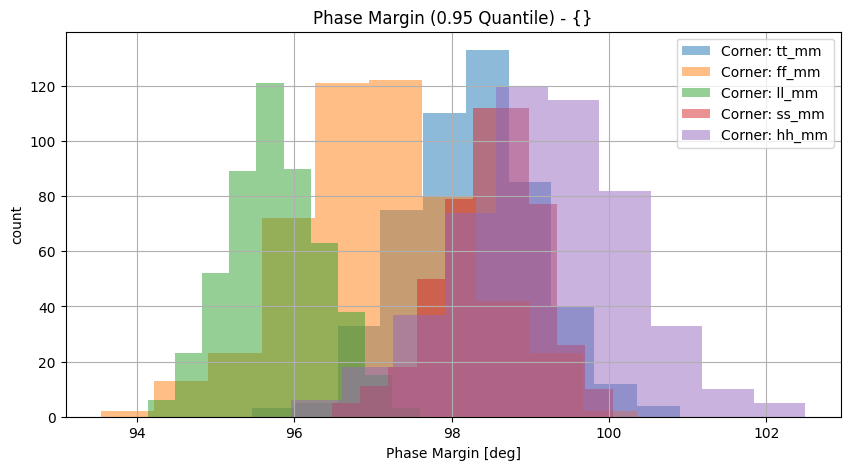 Phase Margin (0.95 Quantile) - {}
count
120
100
80
60
40
20
0
94
96
98
100
102
Phase Margin [deg]
Corner: tt_mm
Corner: ff_mm
Corner: ll_mm
Corner: ss_mm
Corner: hh_mm